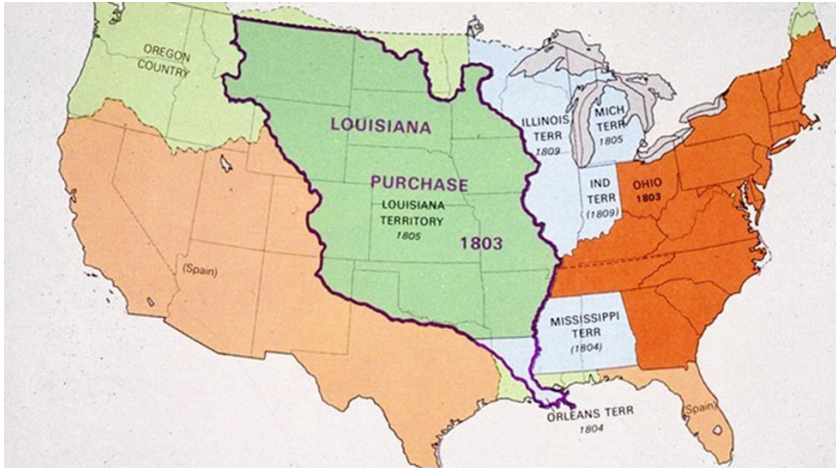 OREGON
COUNTRY
LOUISIANA
PURCHASE
LOUISIANA
TERRITORY
1805
1803
ILLINOIS
TERR
1809
MICH
TERR
1805
IND
TERR
(1809)
OHIO
1803
(Spain)
MISSISSIPPI
TERR
(1804)
ORLEANS TERR
1804
(Spain)